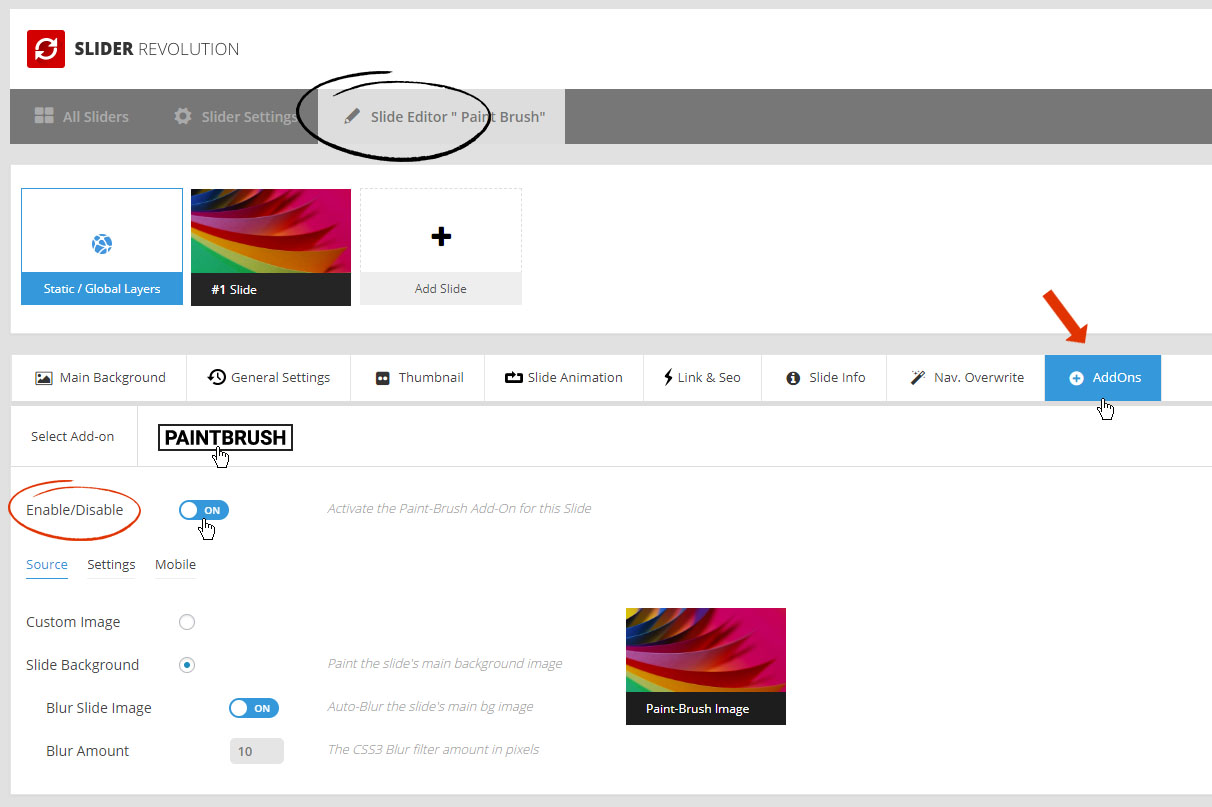 SLIDER REVOLUTION
All Sliders Slider Settings Slide Editor " Paint Brush"
Static / Global Layers #1 Slide Add Slide
Main Background General Settings Thumbnail Slide Animation Link & Seo Slide Info Nav. Overwrite AddOns
Select Add-on PAINTBRUSH
Enable/Disable ON Activate the Paint-Brush Add-On for this Slide
Source Settings Mobile
Custom Image
Slide Background Paint the slide's main background image
Blur Slide Image ON Auto-Blur the slide's main bg image
Paint-Brush Image
Blur Amount 10 The CSS3 Blur filter amount in pixels